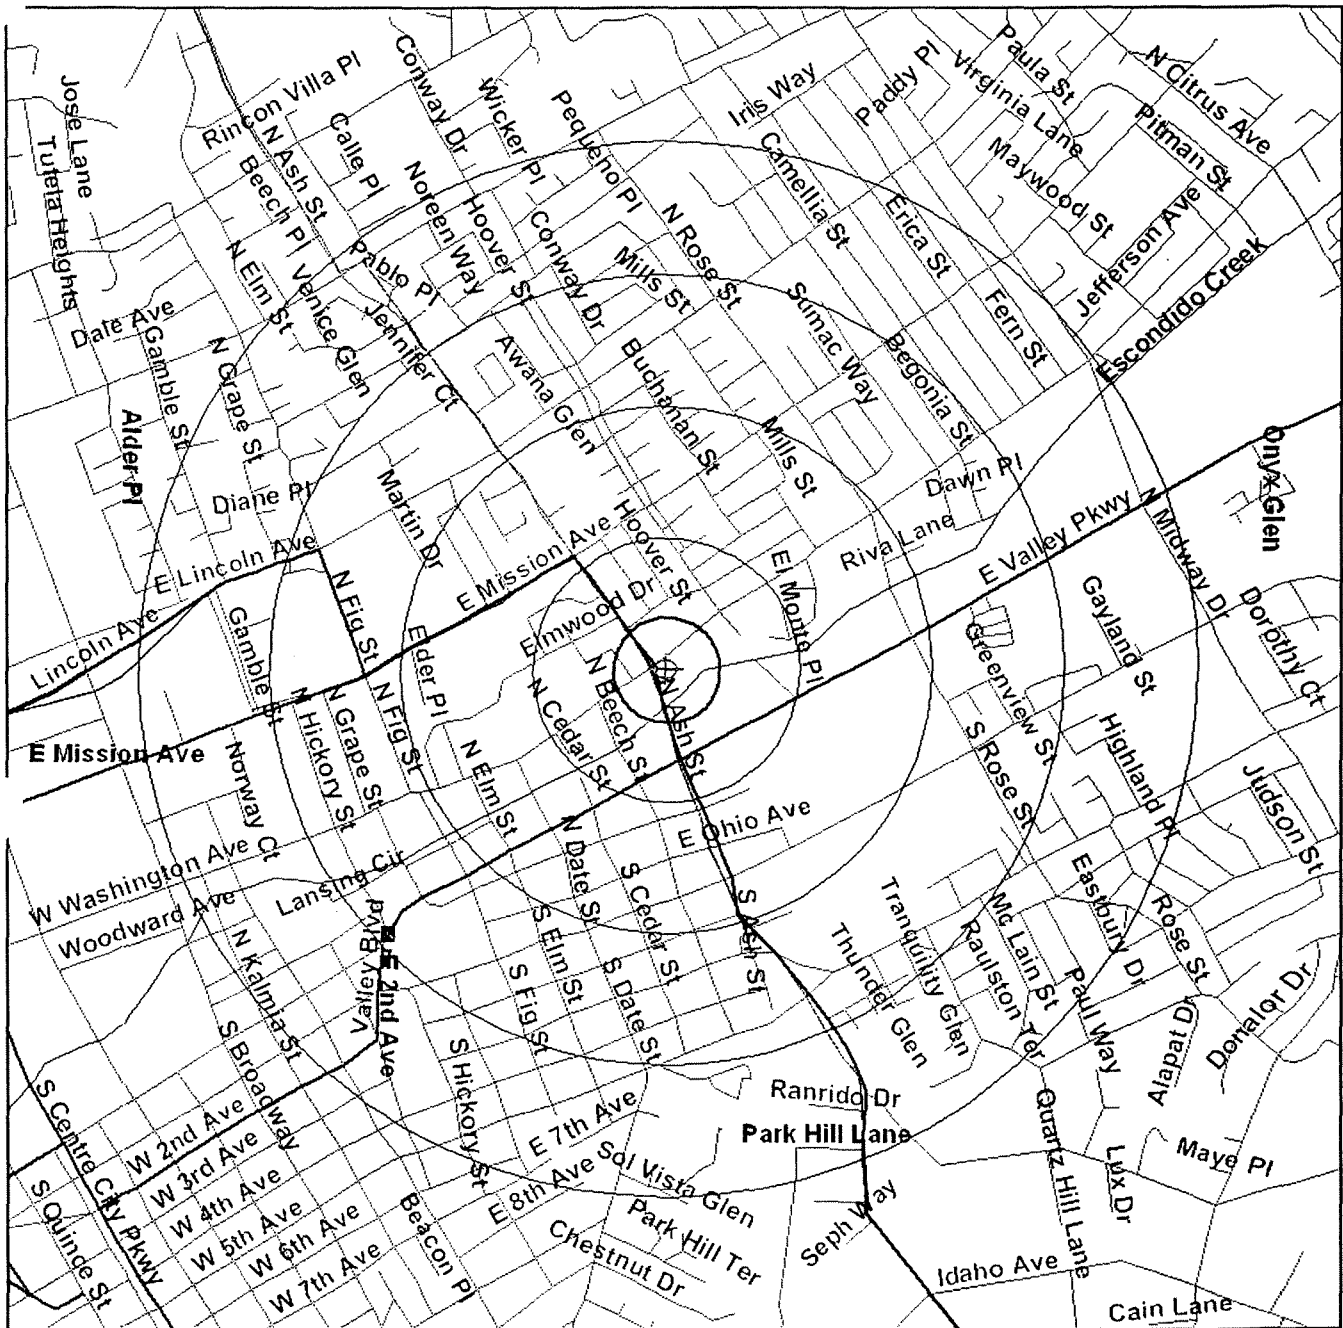 Jose Lane
Tutela Heights
Rincon Villa Pl
N Ash St
Beech Pl
Calle Pl
Conway Dr
Wicker Pl
Pequeho Pl
Iris Way
Paddy Pl
Paula St
Virginia Lane
N Citrus Ave
Pitman St
Maywood St
Jefferson Ave
Escondido Creek
Camellia St
Erica St
Fern St
N Rose St
Mills St
Sumac Way
Begonia St
Noreen Way
Hoover St
Conway Dr
Pablo Pl
Jennifer Ct
N Elm St
Venice Glen
Dale Ave
Gamble St
N Grape St
Alder Pl
Diane Pl
Martin Dr
Awana Glen
Buchanan St
Mills St
Dawn Pl
Riva Lane
E Valley Pkwy
N Midway Dr
Onyx Glen
E Lincoln Ave
Lincoln Ave
N Fig St
E Mission Ave
Hoover St
Elmwood Dr
El Monte Pl
Greenview St
Gayland St
Dorothy Ct
Gamble St
Eder Pl
N Hickory St
N Grape St
N Fig St
N Cedar St
N Beech St
N Ash St
E Mission Ave
Norway Ct
N Elm St
S Rose St
Highland Pl
Judson St
E Ohio Ave
W Washington Ave
Woodward Ave
Lansing Cir
N Date St
S Cedar St
S Ash St
Tranquility Glen
Thunder Glen
Raulston Ter
Mc Lain St
Eastbury Dr
Rose St
Paul Way
Alapat Dr
Donalor Dr
N Kalmia St
Valley Blvd
E 2nd Ave
S Elm St
S Fig St
S Date St
S Broadway
S Hickory St
S Centre City Pkwy
S Quince St
W 2nd Ave
W 3rd Ave
W 4th Ave
W 5th Ave
W 6th Ave
W 7th Ave
Beacon Pl
E 7th Ave
E 8th Ave
Sol Vista Glen
Park Hill Ter
Chestnut Dr
Ranrido Dr
Park Hill Lane
Seph Way
Quartz Hill Lane
Lux Dr
Maye Pl
Idaho Ave
Cain Lane